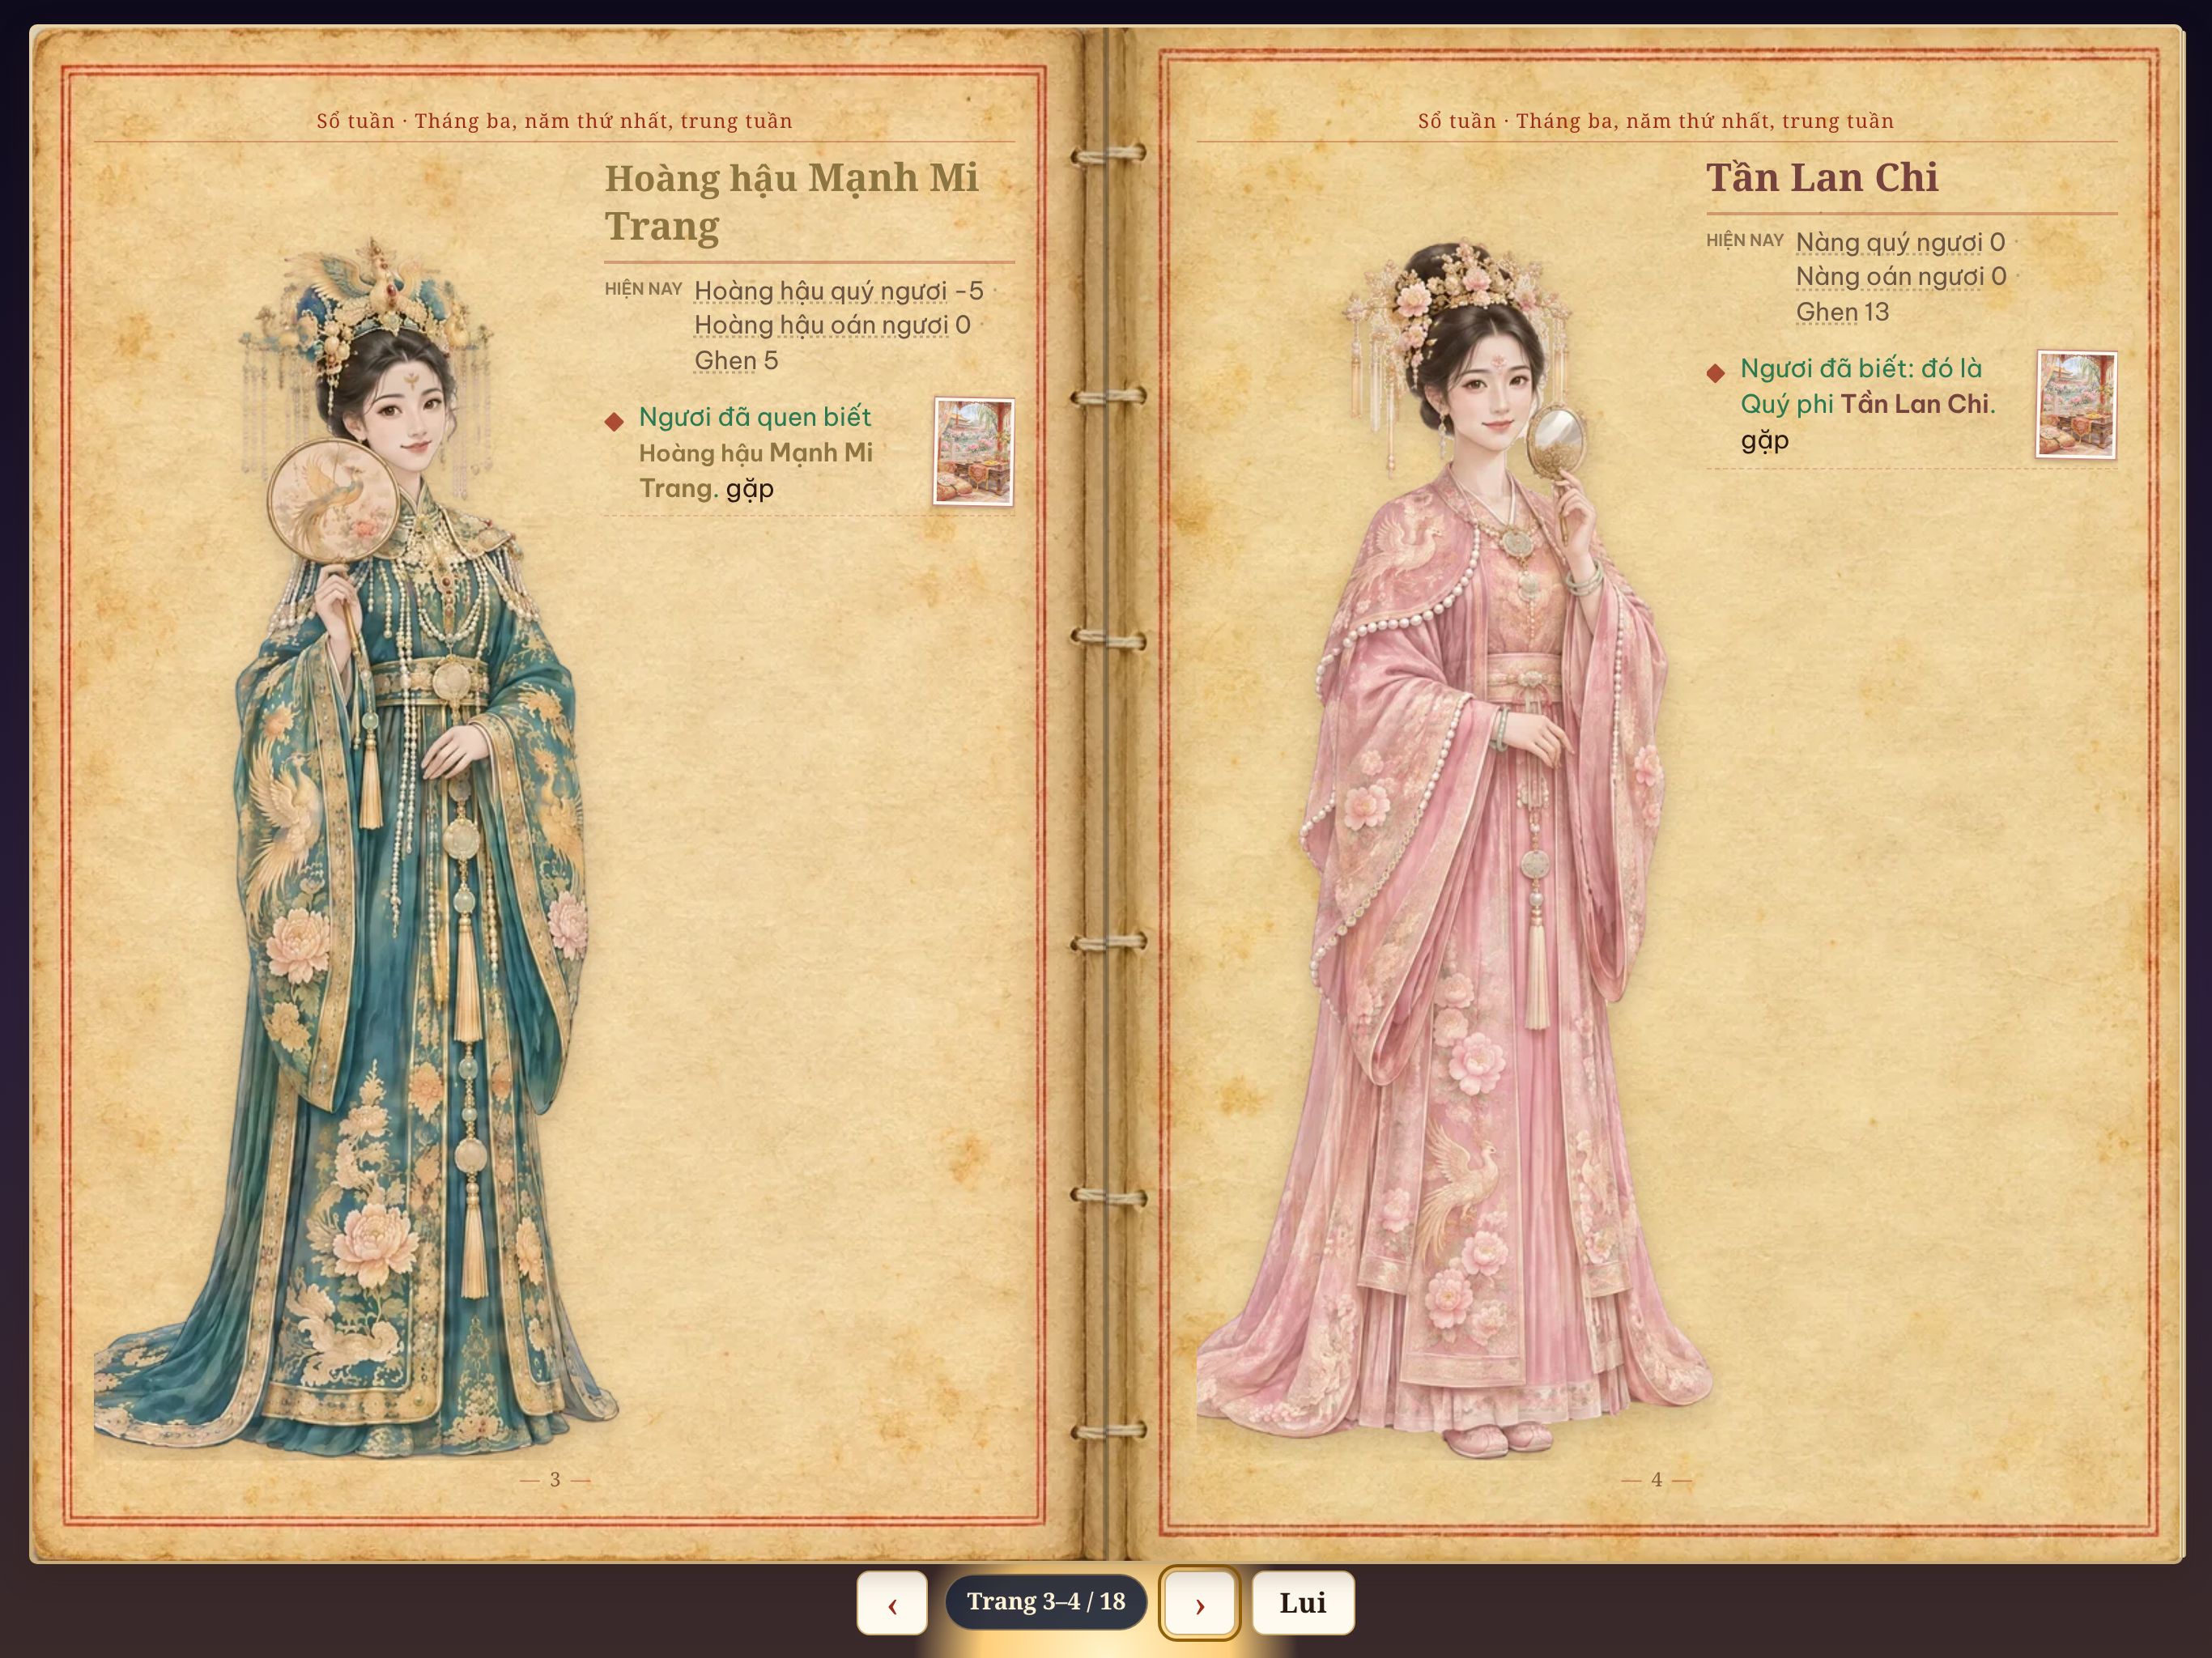 Sổ tuần · Tháng ba, năm thứ nhất, trung tuần
Hoàng hậu Mạnh Mi
Trang
HIỆN NAY Hoàng hậu quý ngươi -5 ·
Hoàng hậu oán ngươi 0 ·
Ghen 5
Ngươi đã quen biết
Hoàng hậu Mạnh Mi
Trang. gặp
— 3 —
Sổ tuần · Tháng ba, năm thứ nhất, trung tuần
Tần Lan Chi
HIỆN NAY Nàng quý ngươi 0 ·
Nàng oán ngươi 0 ·
Ghen 13
Ngươi đã biết: đó là
Quý phi Tần Lan Chi.
gặp
— 4 —
‹ Trang 3–4 / 18 › Lui